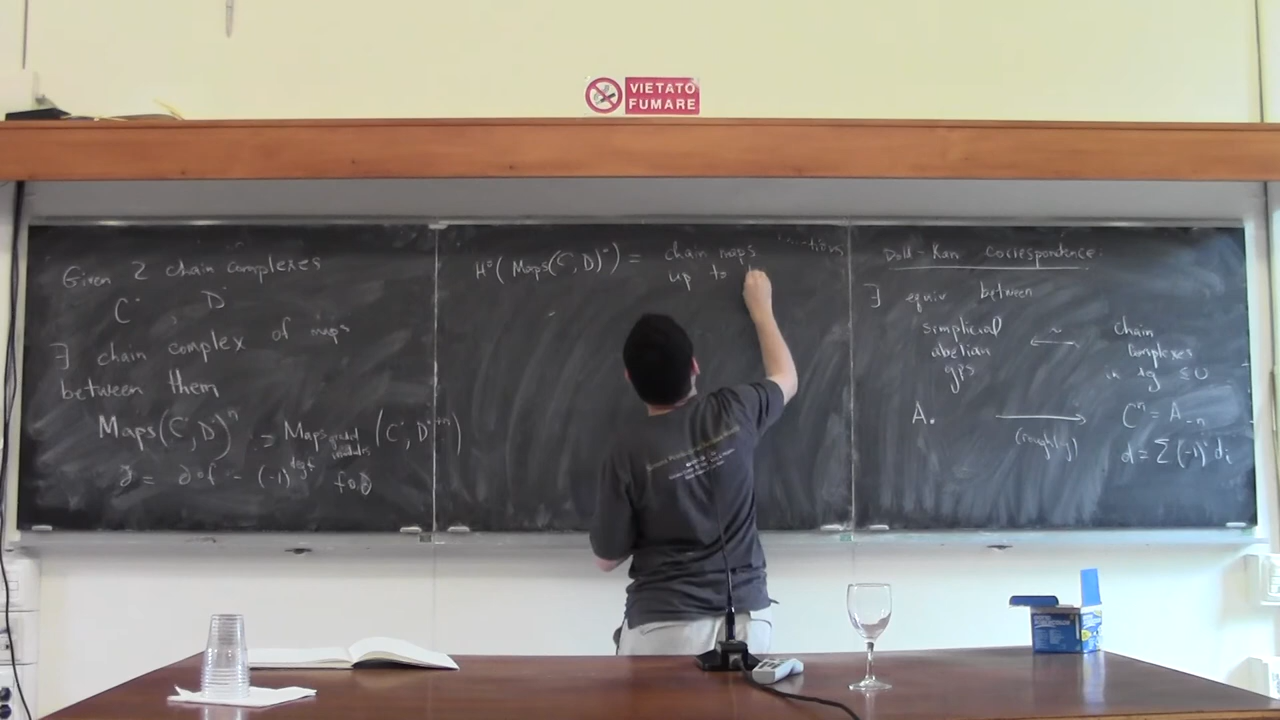 VIETATO
FUMARE
Given 2 chain complexes
C˙, D˙
∃ chain complex of maps
between them
Maps(C˙, D˙)ⁿ = Maps graded modules (C˙, D˙⁺ⁿ)
∂ = ∂∘f - (-1)^deg f f∘∂
H⁰(Maps(C˙, D)˙) = chain maps
up to
Dold-Kan correspondence:
∃ equiv between
simplicial abelian gps ⟷~ chain complexes in dg ≤0
A. ⟶ (roughly) Cⁿ = A₋ₙ
d = Σ(-1)ⁱ dᵢ